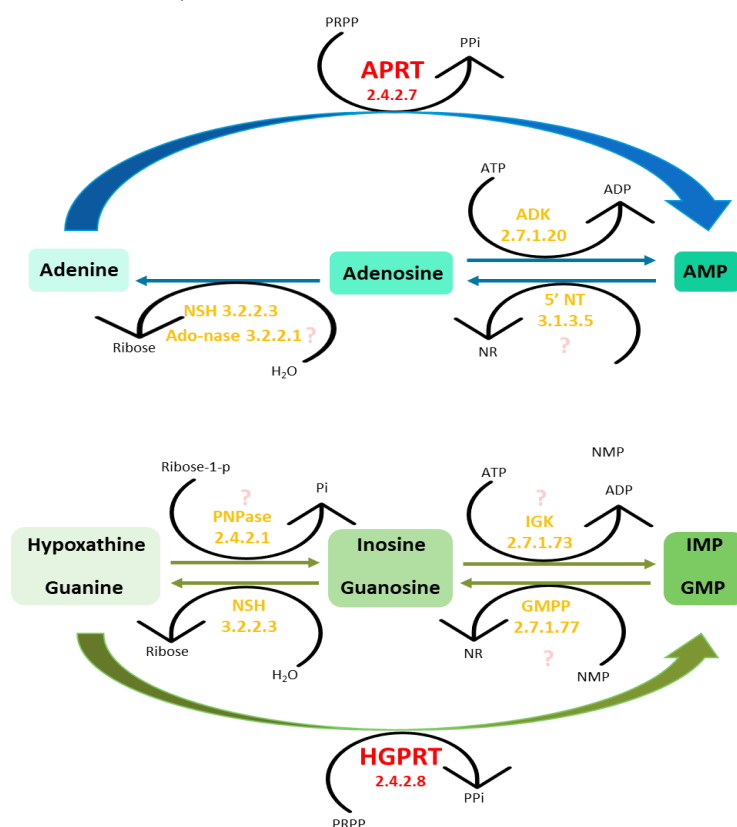 PRPP
PPi
APRT
2.4.2.7
ATP
ADP
ADK
2.7.1.20
Adenine
Adenosine
AMP
NSH 3.2.2.3
5’ NT
Ado-nase 3.2.2.1 ?
3.1.3.5
Ribose
NR
?
H₂O
NMP
Ribose-1-p
ATP
Pi
ADP
?
?
PNPase
IGK
2.4.2.1
2.7.1.73
Hypoxathine
Inosine
IMP
Guanine
Guanosine
GMP
NSH
GMPP
3.2.2.3
2.7.1.77
Ribose
NR
?
H₂O
NMP
HGPRT
2.4.2.8
PPi
PRPP